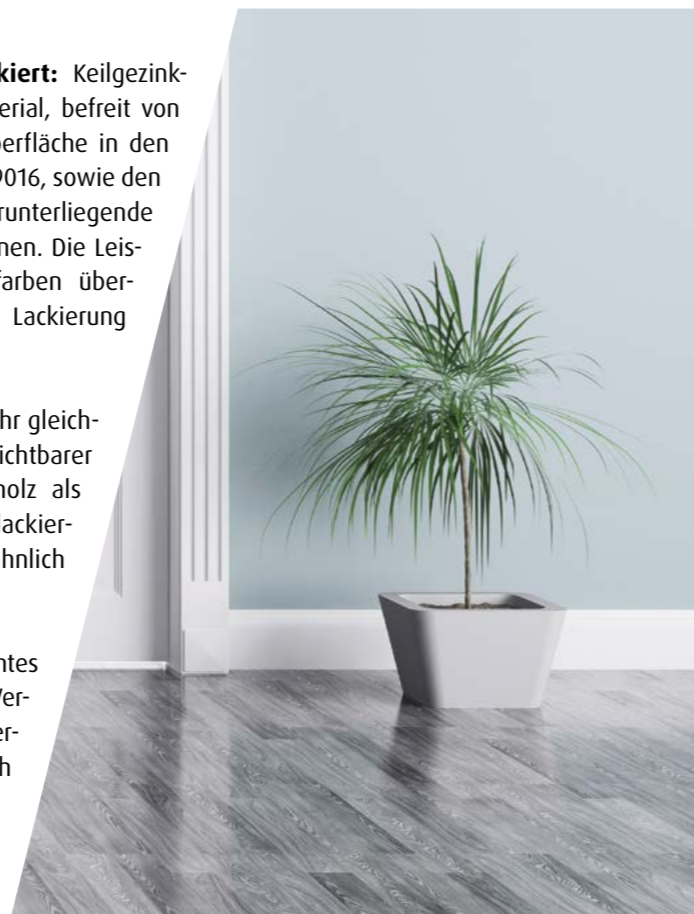 kiert: Keilgezink-
erial, befreit von
erfläche in den
9016, sowie den
runterliegende
nen. Die Leis-
farben über-
Lackierung
hr gleich-
ichtbarer
holz als
lackier-
ähnlich
ntes
Ver-
er-
h